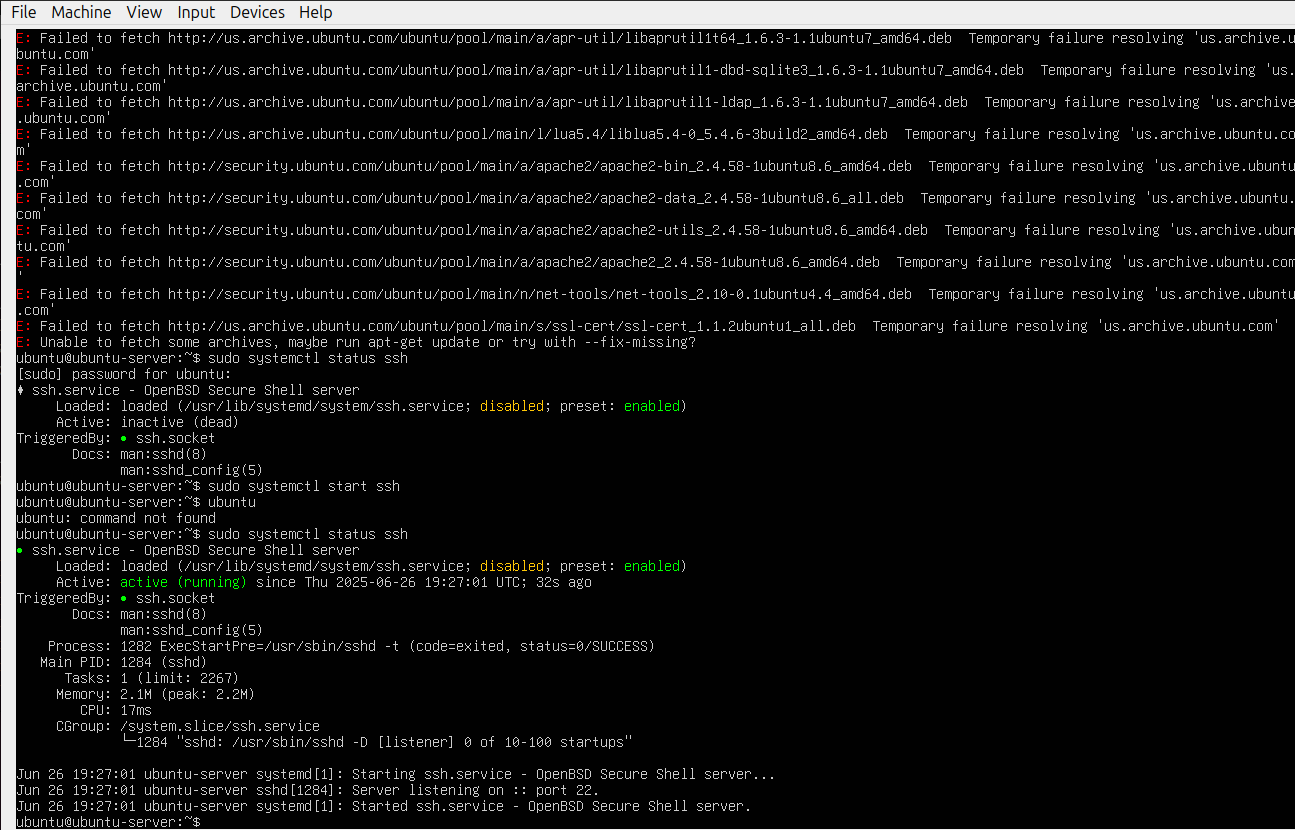 File Machine View Input Devices Help
E: Failed to fetch http://us.archive.ubuntu.com/ubuntu/pool/main/a/apr-util/libaprutil1t64_1.6.3-1.1ubuntu7_amd64.deb  Temporary failure resolving 'us.archive.u
buntu.com'
E: Failed to fetch http://us.archive.ubuntu.com/ubuntu/pool/main/a/apr-util/libaprutil1-dbd-sqlite3_1.6.3-1.1ubuntu7_amd64.deb  Temporary failure resolving 'us.
archive.ubuntu.com'
E: Failed to fetch http://us.archive.ubuntu.com/ubuntu/pool/main/a/apr-util/libaprutil1-ldap_1.6.3-1.1ubuntu7_amd64.deb  Temporary failure resolving 'us.archive
.ubuntu.com'
E: Failed to fetch http://us.archive.ubuntu.com/ubuntu/pool/main/l/lua5.4/liblua5.4-0_5.4.6-3build2_amd64.deb  Temporary failure resolving 'us.archive.ubuntu.co
m'
E: Failed to fetch http://security.ubuntu.com/ubuntu/pool/main/a/apache2/apache2-bin_2.4.58-1ubuntu8.6_amd64.deb  Temporary failure resolving 'us.archive.ubuntu
.com'
E: Failed to fetch http://security.ubuntu.com/ubuntu/pool/main/a/apache2/apache2-data_2.4.58-1ubuntu8.6_all.deb  Temporary failure resolving 'us.archive.ubuntu.
com'
E: Failed to fetch http://security.ubuntu.com/ubuntu/pool/main/a/apache2/apache2-utils_2.4.58-1ubuntu8.6_amd64.deb  Temporary failure resolving 'us.archive.ubun
tu.com'
E: Failed to fetch http://security.ubuntu.com/ubuntu/pool/main/a/apache2/apache2_2.4.58-1ubuntu8.6_amd64.deb  Temporary failure resolving 'us.archive.ubuntu.com
'
E: Failed to fetch http://security.ubuntu.com/ubuntu/pool/main/n/net-tools/net-tools_2.10-0.1ubuntu4.4_amd64.deb  Temporary failure resolving 'us.archive.ubuntu
.com'
E: Failed to fetch http://us.archive.ubuntu.com/ubuntu/pool/main/s/ssl-cert/ssl-cert_1.1.2ubuntu1_all.deb  Temporary failure resolving 'us.archive.ubuntu.com'
E: Unable to fetch some archives, maybe run apt-get update or try with --fix-missing?
ubuntu@ubuntu-server:~$ sudo systemctl status ssh
[sudo] password for ubuntu:
♦ ssh.service - OpenBSD Secure Shell server
     Loaded: loaded (/usr/lib/systemd/system/ssh.service; disabled; preset: enabled)
     Active: inactive (dead)
TriggeredBy: ● ssh.socket
       Docs: man:sshd(8)
             man:sshd_config(5)
ubuntu@ubuntu-server:~$ sudo systemctl start ssh
ubuntu@ubuntu-server:~$ ubuntu
ubuntu: command not found
ubuntu@ubuntu-server:~$ sudo systemctl status ssh
● ssh.service - OpenBSD Secure Shell server
     Loaded: loaded (/usr/lib/systemd/system/ssh.service; disabled; preset: enabled)
     Active: active (running) since Thu 2025-06-26 19:27:01 UTC; 32s ago
TriggeredBy: ● ssh.socket
       Docs: man:sshd(8)
             man:sshd_config(5)
    Process: 1282 ExecStartPre=/usr/sbin/sshd -t (code=exited, status=0/SUCCESS)
   Main PID: 1284 (sshd)
      Tasks: 1 (limit: 2267)
     Memory: 2.1M (peak: 2.2M)
        CPU: 17ms
     CGroup: /system.slice/ssh.service
             └─1284 "sshd: /usr/sbin/sshd -D [listener] 0 of 10-100 startups"
Jun 26 19:27:01 ubuntu-server systemd[1]: Starting ssh.service - OpenBSD Secure Shell server...
Jun 26 19:27:01 ubuntu-server sshd[1284]: Server listening on :: port 22.
Jun 26 19:27:01 ubuntu-server systemd[1]: Started ssh.service - OpenBSD Secure Shell server.
ubuntu@ubuntu-server:~$